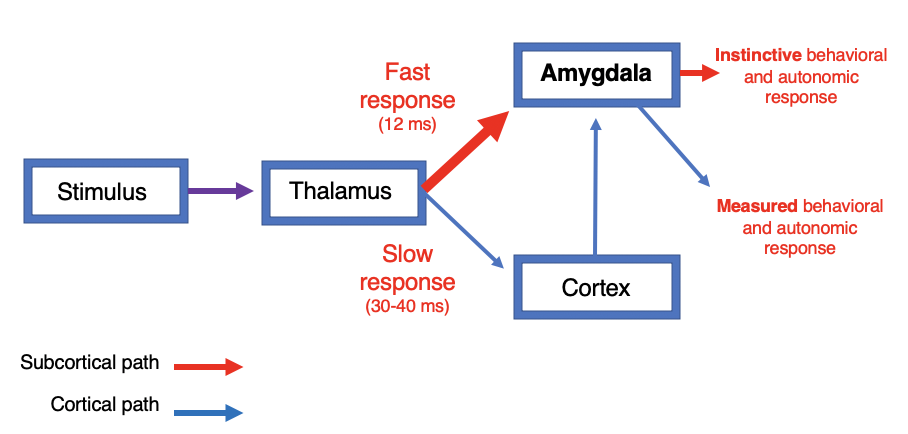 Fast
response
(12 ms)
Amygdala
Instinctive behavioral
and autonomic
response
Stimulus
Thalamus
Measured behavioral
and autonomic
response
Slow
response
(30-40 ms)
Cortex
Subcortical path
Cortical path